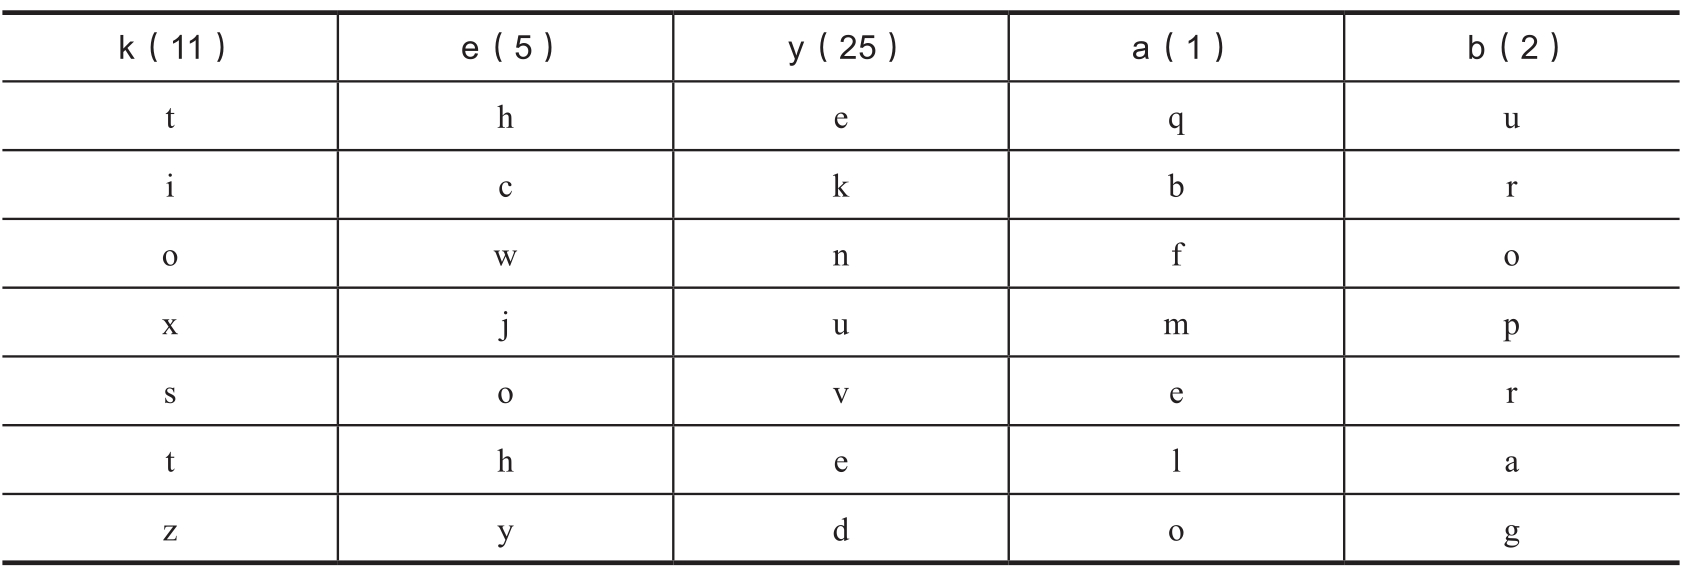 k ( 11 ) e ( 5 ) y ( 25 ) a ( 1 ) b ( 2 )
t h e q u
i c k b r
o w n f o
x j u m p
s o v e r
t h e l a
z y d o g